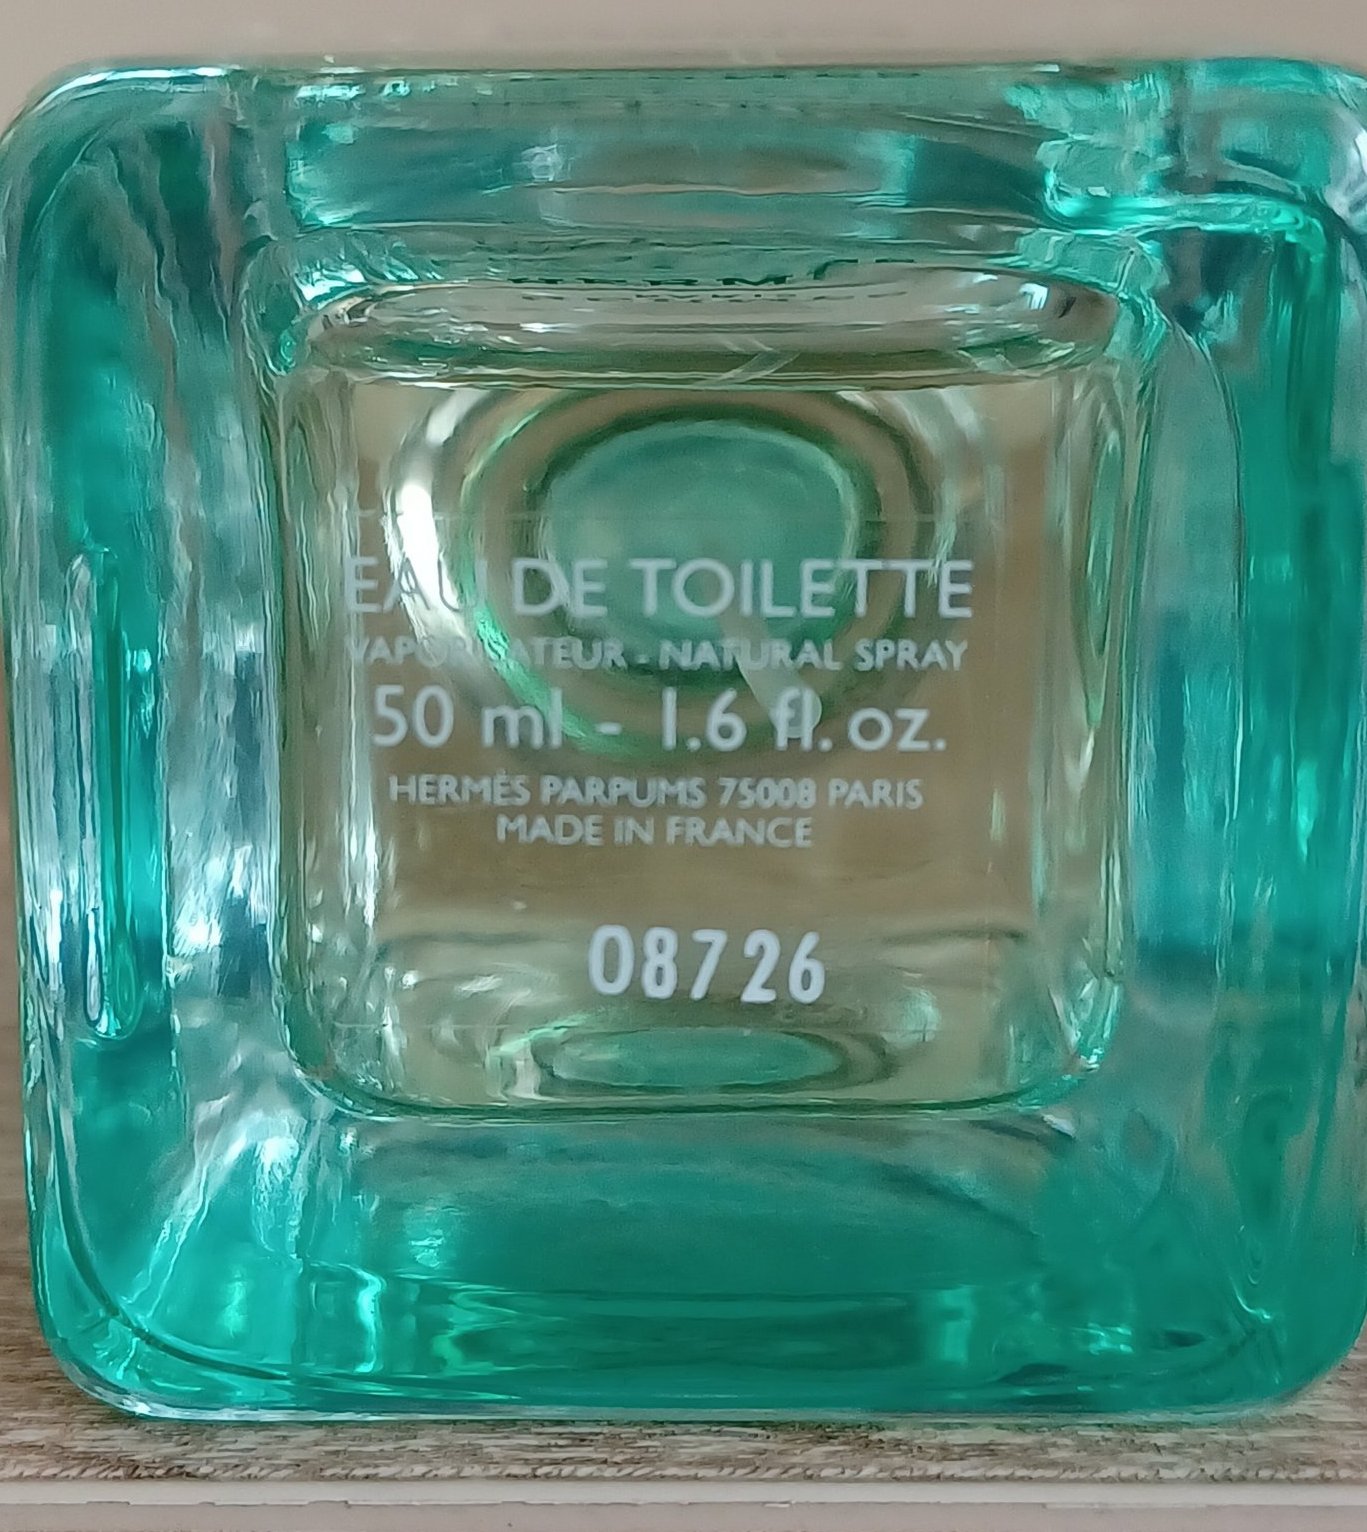 EAU DE TOILETTE
VAPORISATEUR - NATURAL SPRAY
50 ml - 1.6 fl. oz.
HERMÈS PARPUMS 75008 PARIS
MADE IN FRANCE
08726